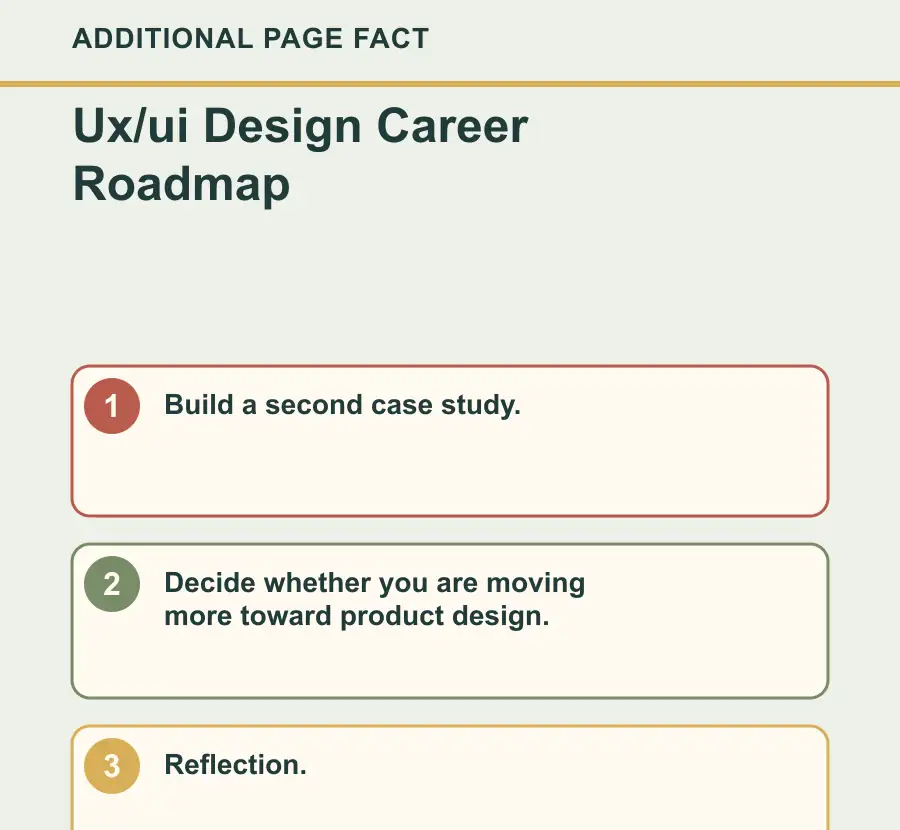 ADDITIONAL PAGE FACT
Ux/ui Design Career
Roadmap
1
Build a second case study.
2
Decide whether you are moving
more toward product design.
3
Reflection.